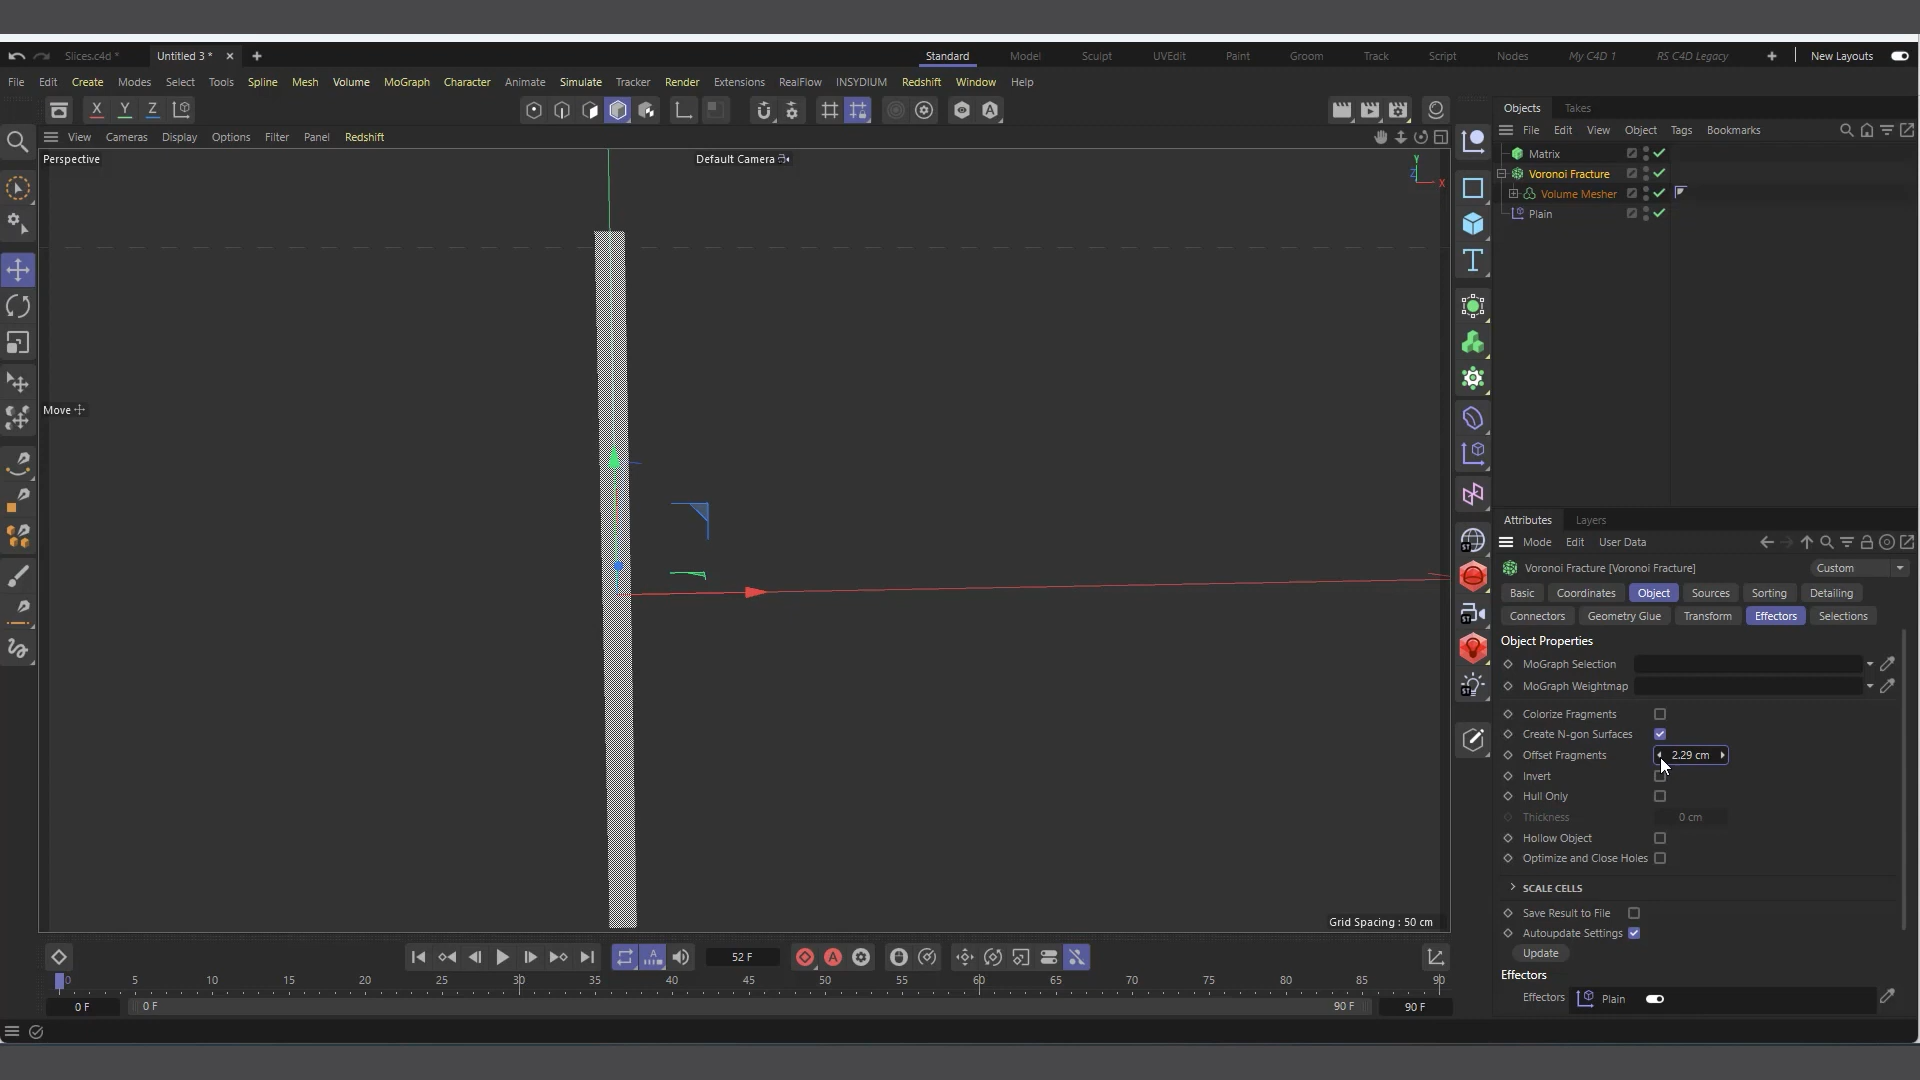 Slices.c4d *
Untitled 3 *
Standard Model Sculpt UVEdit Paint Groom Track Script Nodes My C4D 1 RS C4D Legacy New Layouts
File Edit Create Modes Select Tools Spline Mesh Volume MoGraph Character Animate Simulate Tracker Render Extensions RealFlow INSYDIUM Redshift Window Help
X Y Z
View Cameras Display Options Filter Panel Redshift
Perspective
Default Camera
Y
Z X
Move
Grid Spacing : 50 cm
Objects Takes
File Edit View Object Tags Bookmarks
Matrix
Voronoi Fracture
Volume Mesher
Plain
Attributes Layers
Mode Edit User Data
Voronoi Fracture [Voronoi Fracture] Custom
Basic Coordinates Object Sources Sorting Detailing
Connectors Geometry Glue Transform Effectors Selections
Object Properties
MoGraph Selection
MoGraph Weightmap
Colorize Fragments
Create N-gon Surfaces
Offset Fragments 2.29 cm
Invert
Hull Only
Thickness 0 cm
Hollow Object
Optimize and Close Holes
SCALE CELLS
Save Result to File
Autoupdate Settings
Update
Effectors
Effectors Plain
52 F
0 5 10 15 20 25 30 35 40 45 50 55 60 65 70 75 80 85 90
0 F 0 F 90 F 90 F